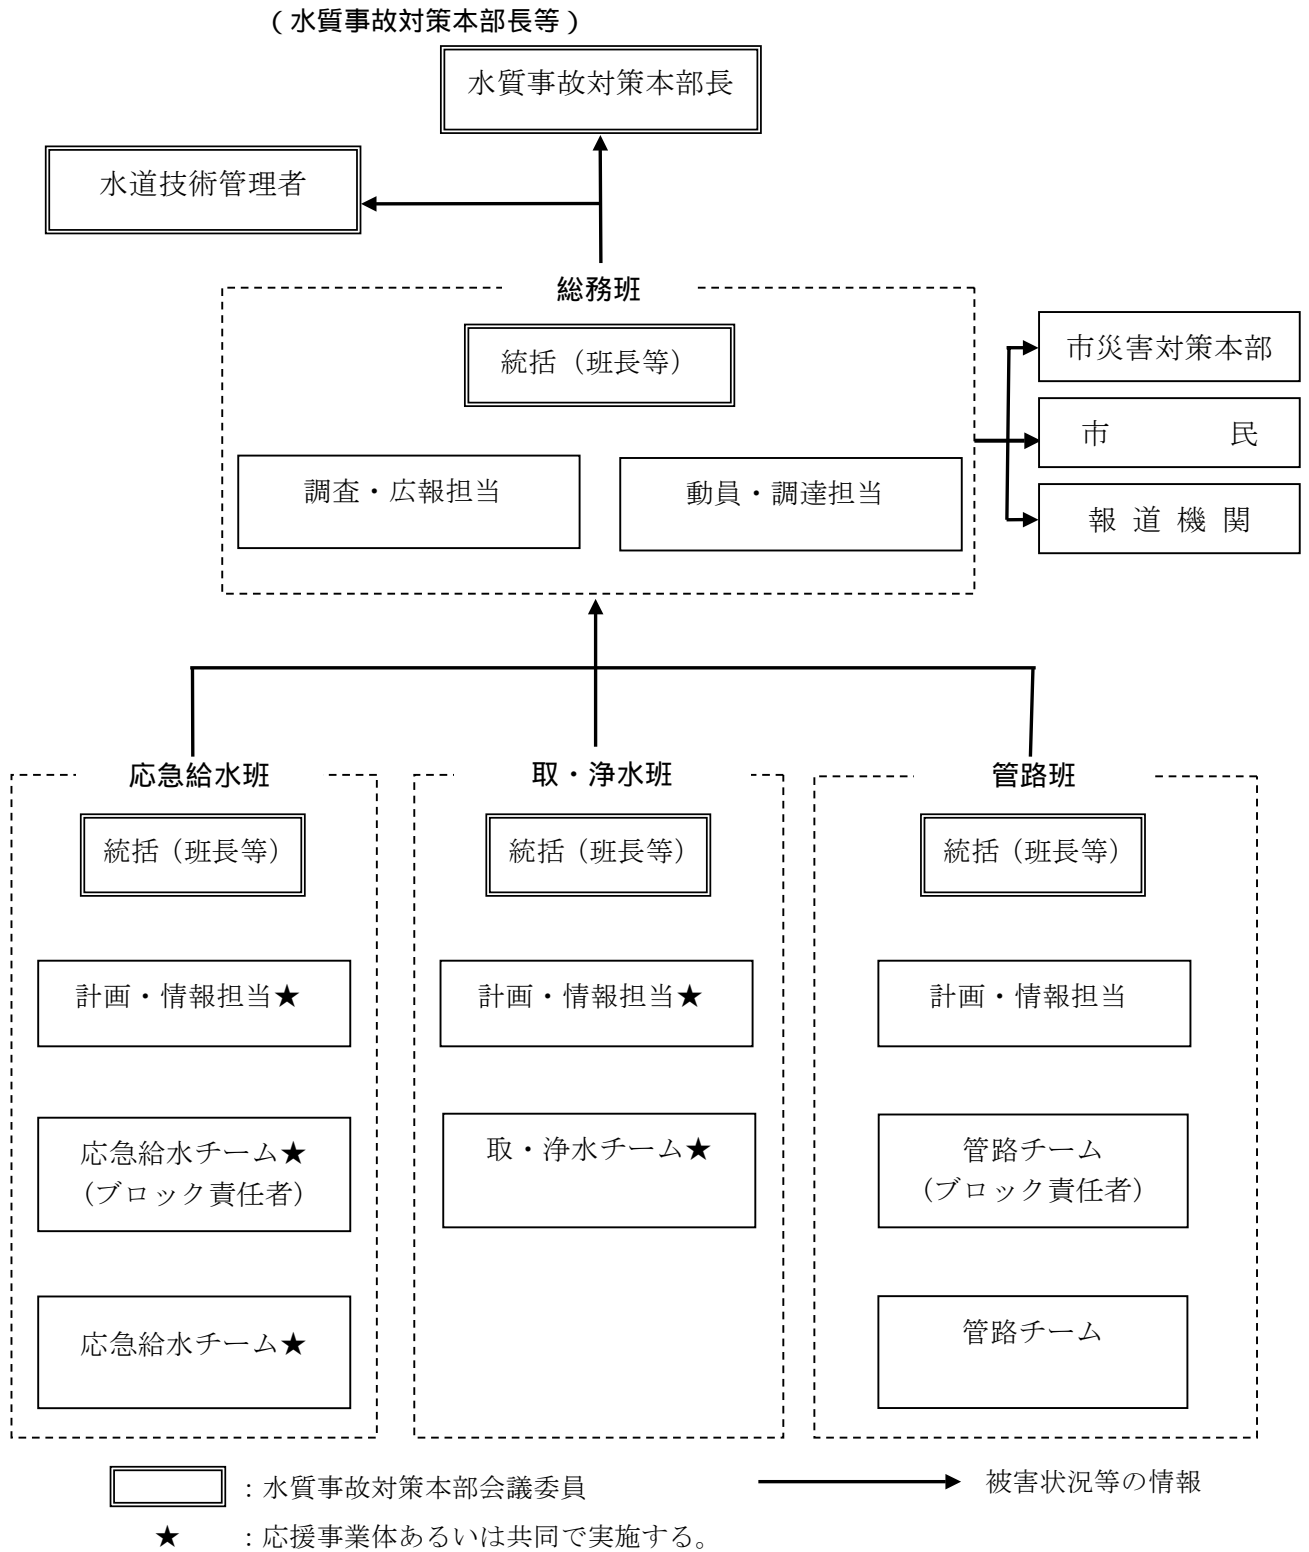 （水質事故対策本部長等）
水質事故対策本部長
水道技術管理者
総務班
統括（班長等）
調査・広報担当
動員・調達担当
市災害対策本部
市　　　　民
報 道 機 関
応急給水班
統括（班長等）
計画・情報担当★
応急給水チーム★
（ブロック責任者）
応急給水チーム★
取・浄水班
統括（班長等）
計画・情報担当★
取・浄水チーム★
管路班
統括（班長等）
計画・情報担当
管路チーム
（ブロック責任者）
管路チーム
：水質事故対策本部会議委員
被害状況等の情報
★　：応援事業体あるいは共同で実施する。